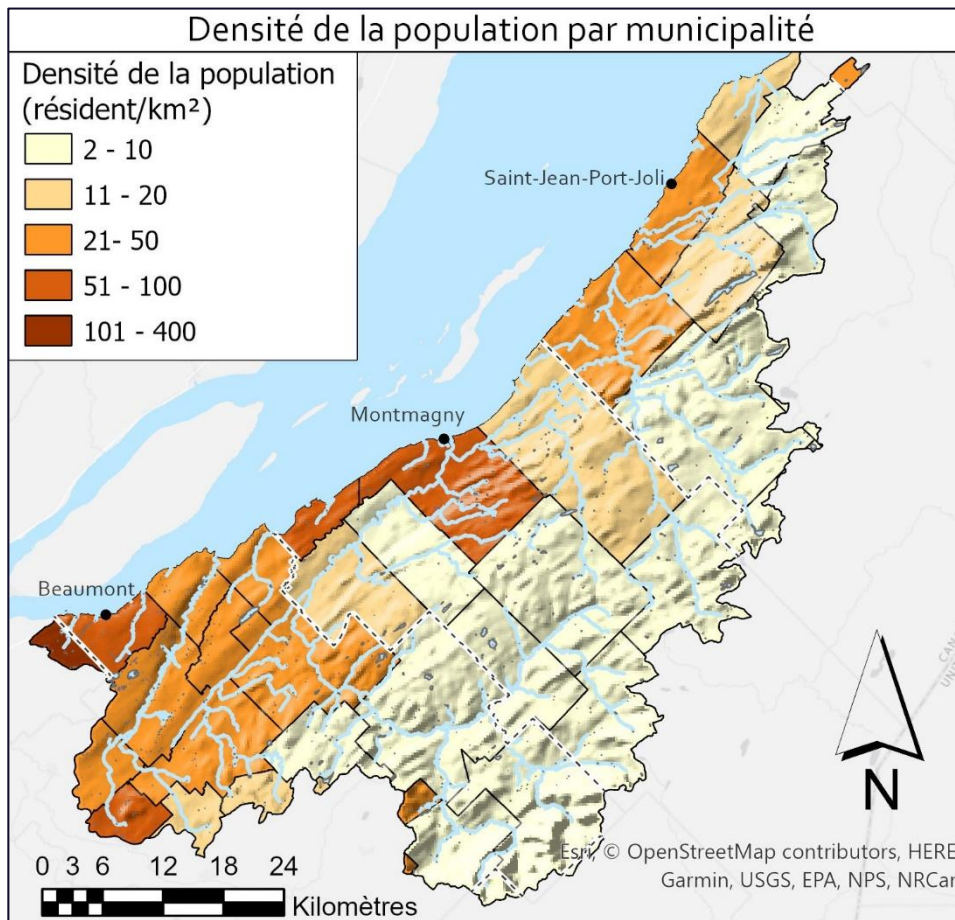 Densité de la population par municipalité
Densité de la population
(résident/km²)
2 - 10
11 - 20
21- 50
51 - 100
101 - 400
Saint-Jean-Port-Joli
Montmagny
Beaumont
N
0 3 6 12 18 24
Kilomètres
Esri, © OpenStreetMap contributors, HERE
Garmin, USGS, EPA, NPS, NRCan